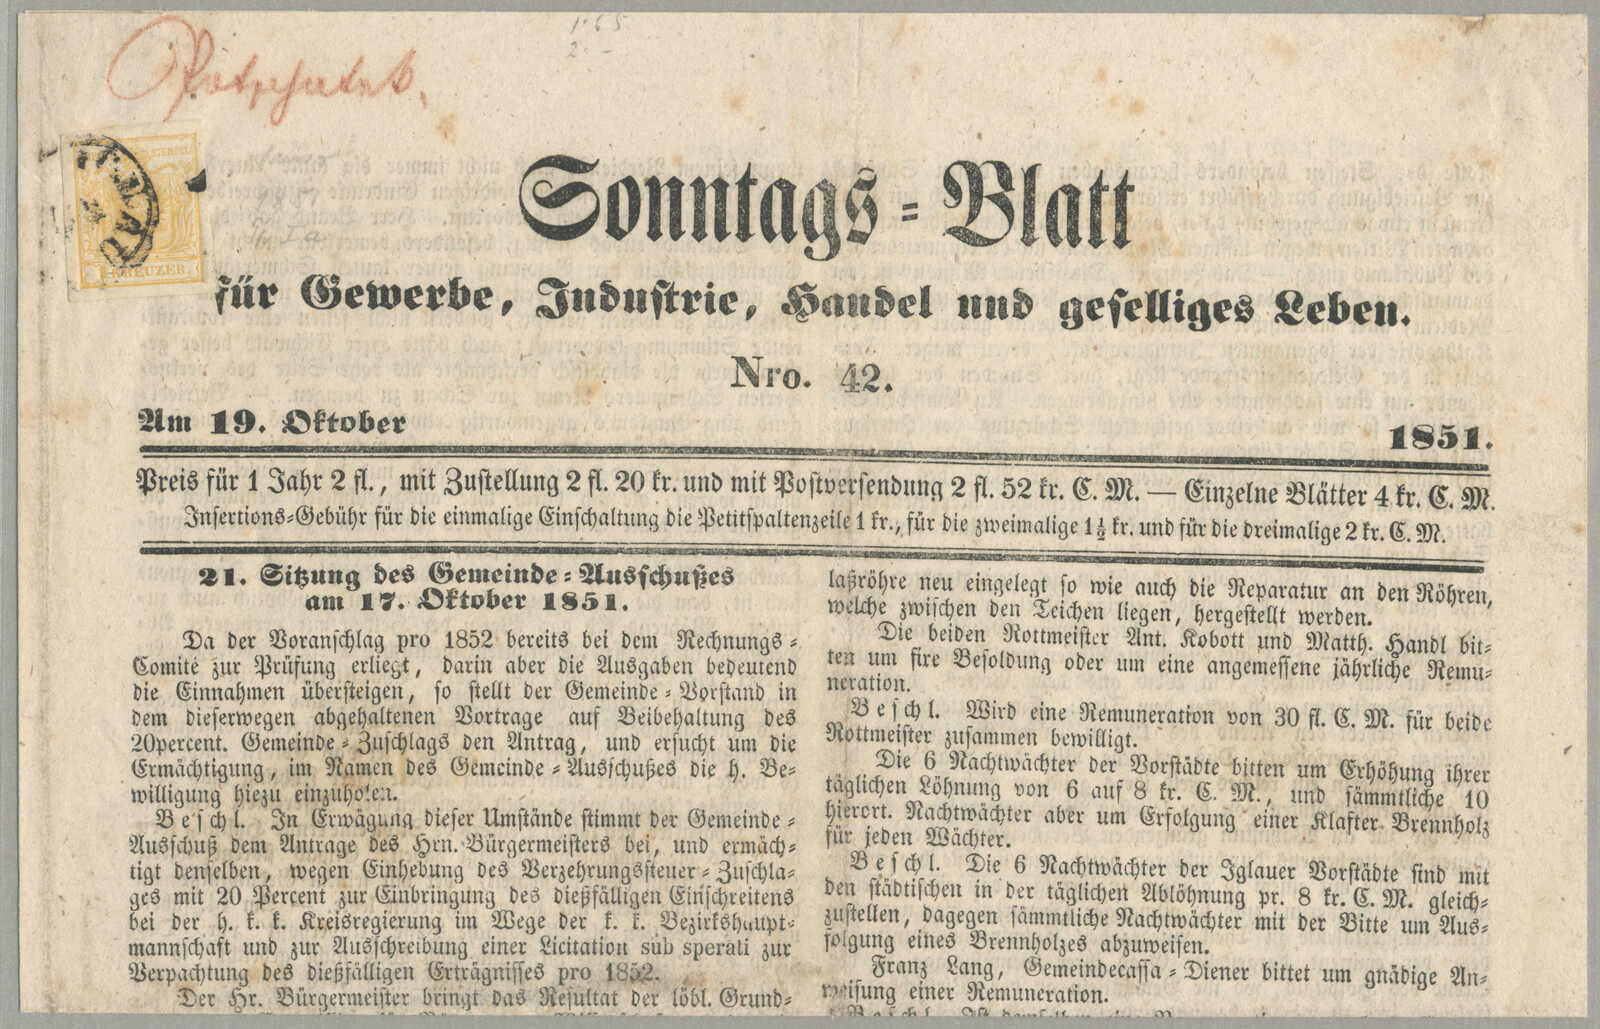 1·65
2·–
IGLAU
1 KREUZER
Sonntags-Blatt
für Gewerbe, Industrie, Handel und geselliges Leben.
Nro. 42.
Am 19. Oktober
1851.
Preis für 1 Jahr 2 fl., mit Zustellung 2 fl. 20 kr. und mit Postversendung 2 fl. 52 kr. C. M. — Einzelne Blätter 4 kr. C. M.
Insertions-Gebühr für die einmalige Einschaltung die Petitspaltenzeile 1 kr., für die zweimalige 1½ kr. und für die dreimalige 2 kr. C. M.
21. Sitzung des Gemeinde-Ausschußes
am 17. Oktober 1851.
Da der Voranschlag pro 1852 bereits bei dem Rechnungs-
Comité zur Prüfung erliegt, darin aber die Ausgaben bedeutend
die Einnahmen übersteigen, so stellt der Gemeinde-Vorstand in
dem dieserwegen abgehaltenen Vortrage auf Beibehaltung des
20percent. Gemeinde-Zuschlags den Antrag, und ersucht um die
Ermächtigung, im Namen des Gemeinde-Ausschußes die h. Be-
willigung hiezu einzuholen.
Beschl. In Erwägung dieser Umstände stimmt der Gemeinde-
Ausschuß dem Antrage des Hrn. Bürgermeisters bei, und ermäch-
tigt denselben, wegen Einhebung des Verzehrungssteuer-Zuschla-
ges mit 20 Percent zur Einbringung des dießfälligen Einschreitens
bei der h. k. k. Kreisregierung im Wege der k. k. Bezirkshaupt-
mannschaft und zur Ausschreibung einer Licitation sub sperati zur
Verpachtung des dießfälligen Erträgnisses pro 1852.
Der Hr. Bürgermeister bringt das Resultat der löbl. Grund-
laßröhre neu eingelegt so wie auch die Reparatur an den Röhren,
welche zwischen den Teichen liegen, hergestellt werden.
Die beiden Rottmeister Ant. Kobott und Matth. Handl bit-
ten um fire Besoldung oder um eine angemessene jährliche Remu-
neration.
Beschl. Wird eine Remuneration von 30 fl. C. M. für beide
Rottmeister zusammen bewilligt.
Die 6 Nachtwächter der Vorstädte bitten um Erhöhung ihrer
täglichen Löhnung von 6 auf 8 kr. C. M., und sämmtliche 10
hierort. Nachtwächter aber um Erfolgung einer Klafter Brennholz
für jeden Wächter.
Beschl. Die 6 Nachtwächter der Iglauer Vorstädte sind mit
den städtischen in der täglichen Ablöhnung pr. 8 kr. C. M. gleich-
zustellen, dagegen sämmtliche Nachtwächter mit der Bitte um Aus-
folgung eines Brennholzes abzuweisen.
Franz Lang, Gemeindecassa-Diener bittet um gnädige An-
weisung einer Remuneration.